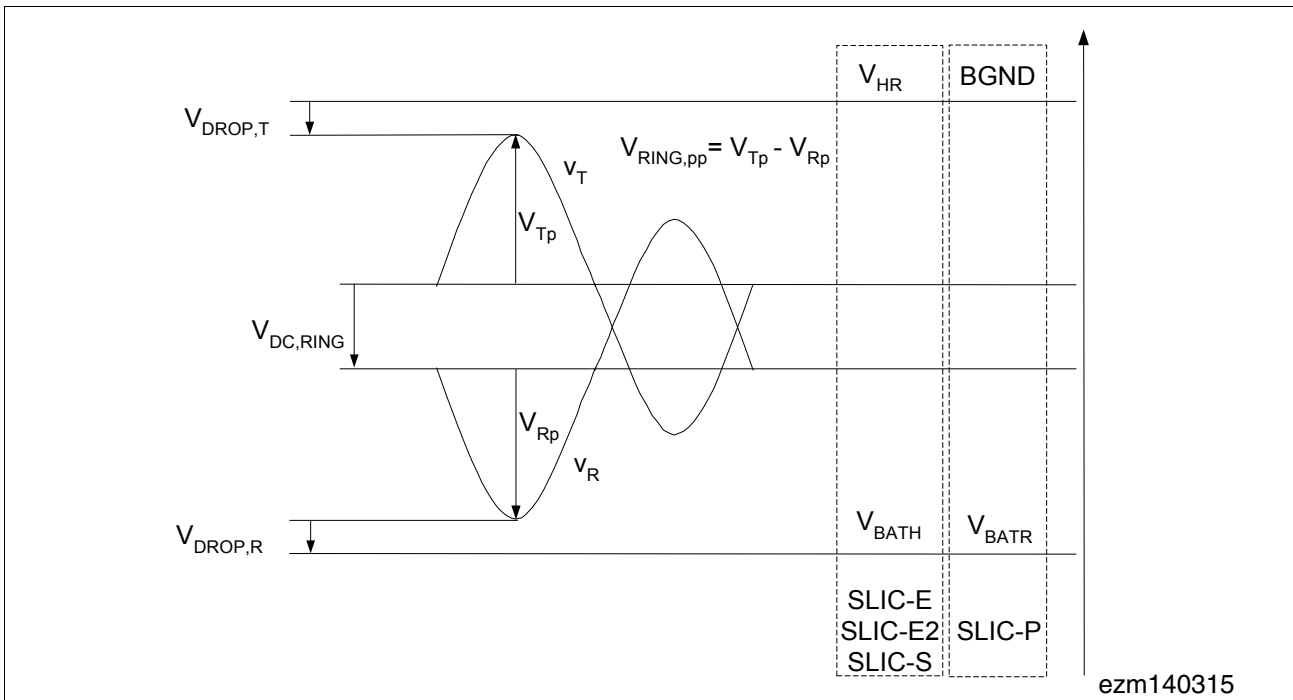 V_HR
BGND
V_DROP,T
V_RING,pp = V_Tp - V_Rp
v_T
V_Tp
V_DC,RING
V_Rp
v_R
V_BATH
V_BATR
V_DROP,R
SLIC-E
SLIC-E2
SLIC-S
SLIC-P
ezm140315